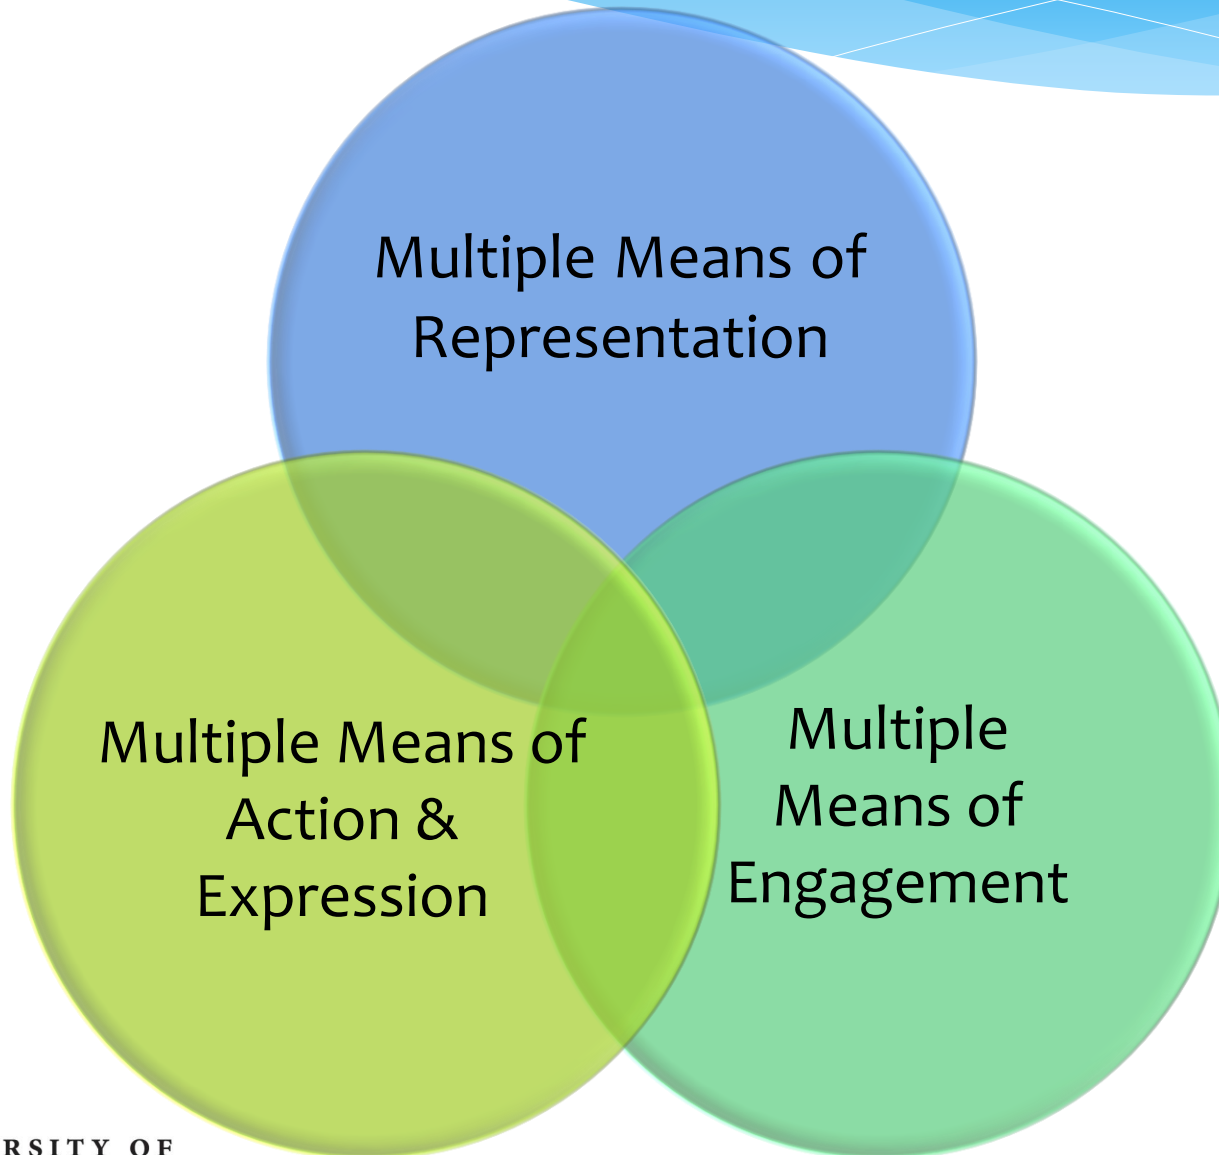 Multiple Means of
Representation
Multiple Means of
Action &
Expression
Multiple
Means of
Engagement
RSITY OF